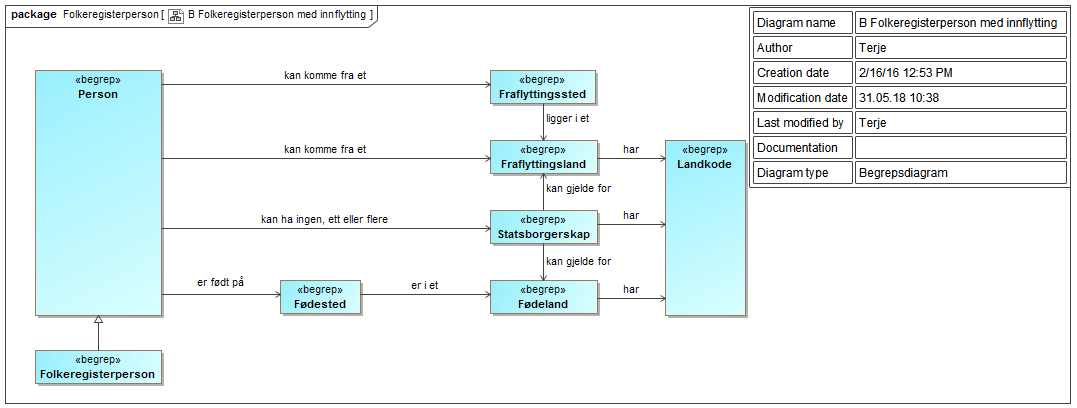 package Folkeregisterperson [ B Folkeregisterperson med innflytting ]
Diagram name B Folkeregisterperson med innflytting
Author Terje
Creation date 2/16/16 12:53 PM
Modification date 31.05.18 10:38
Last modified by Terje
Documentation
Diagram type Begrepsdiagram
«begrep»
Person
kan komme fra et
«begrep»
Fraflyttingssted
ligger i et
kan komme fra et
«begrep»
Fraflyttingsland
har
«begrep»
Landkode
kan gjelde for
kan ha ingen, ett eller flere
«begrep»
Statsborgerskap
har
kan gjelde for
er født på
«begrep»
Fødested
er i et
«begrep»
Fødeland
har
«begrep»
Folkeregisterperson